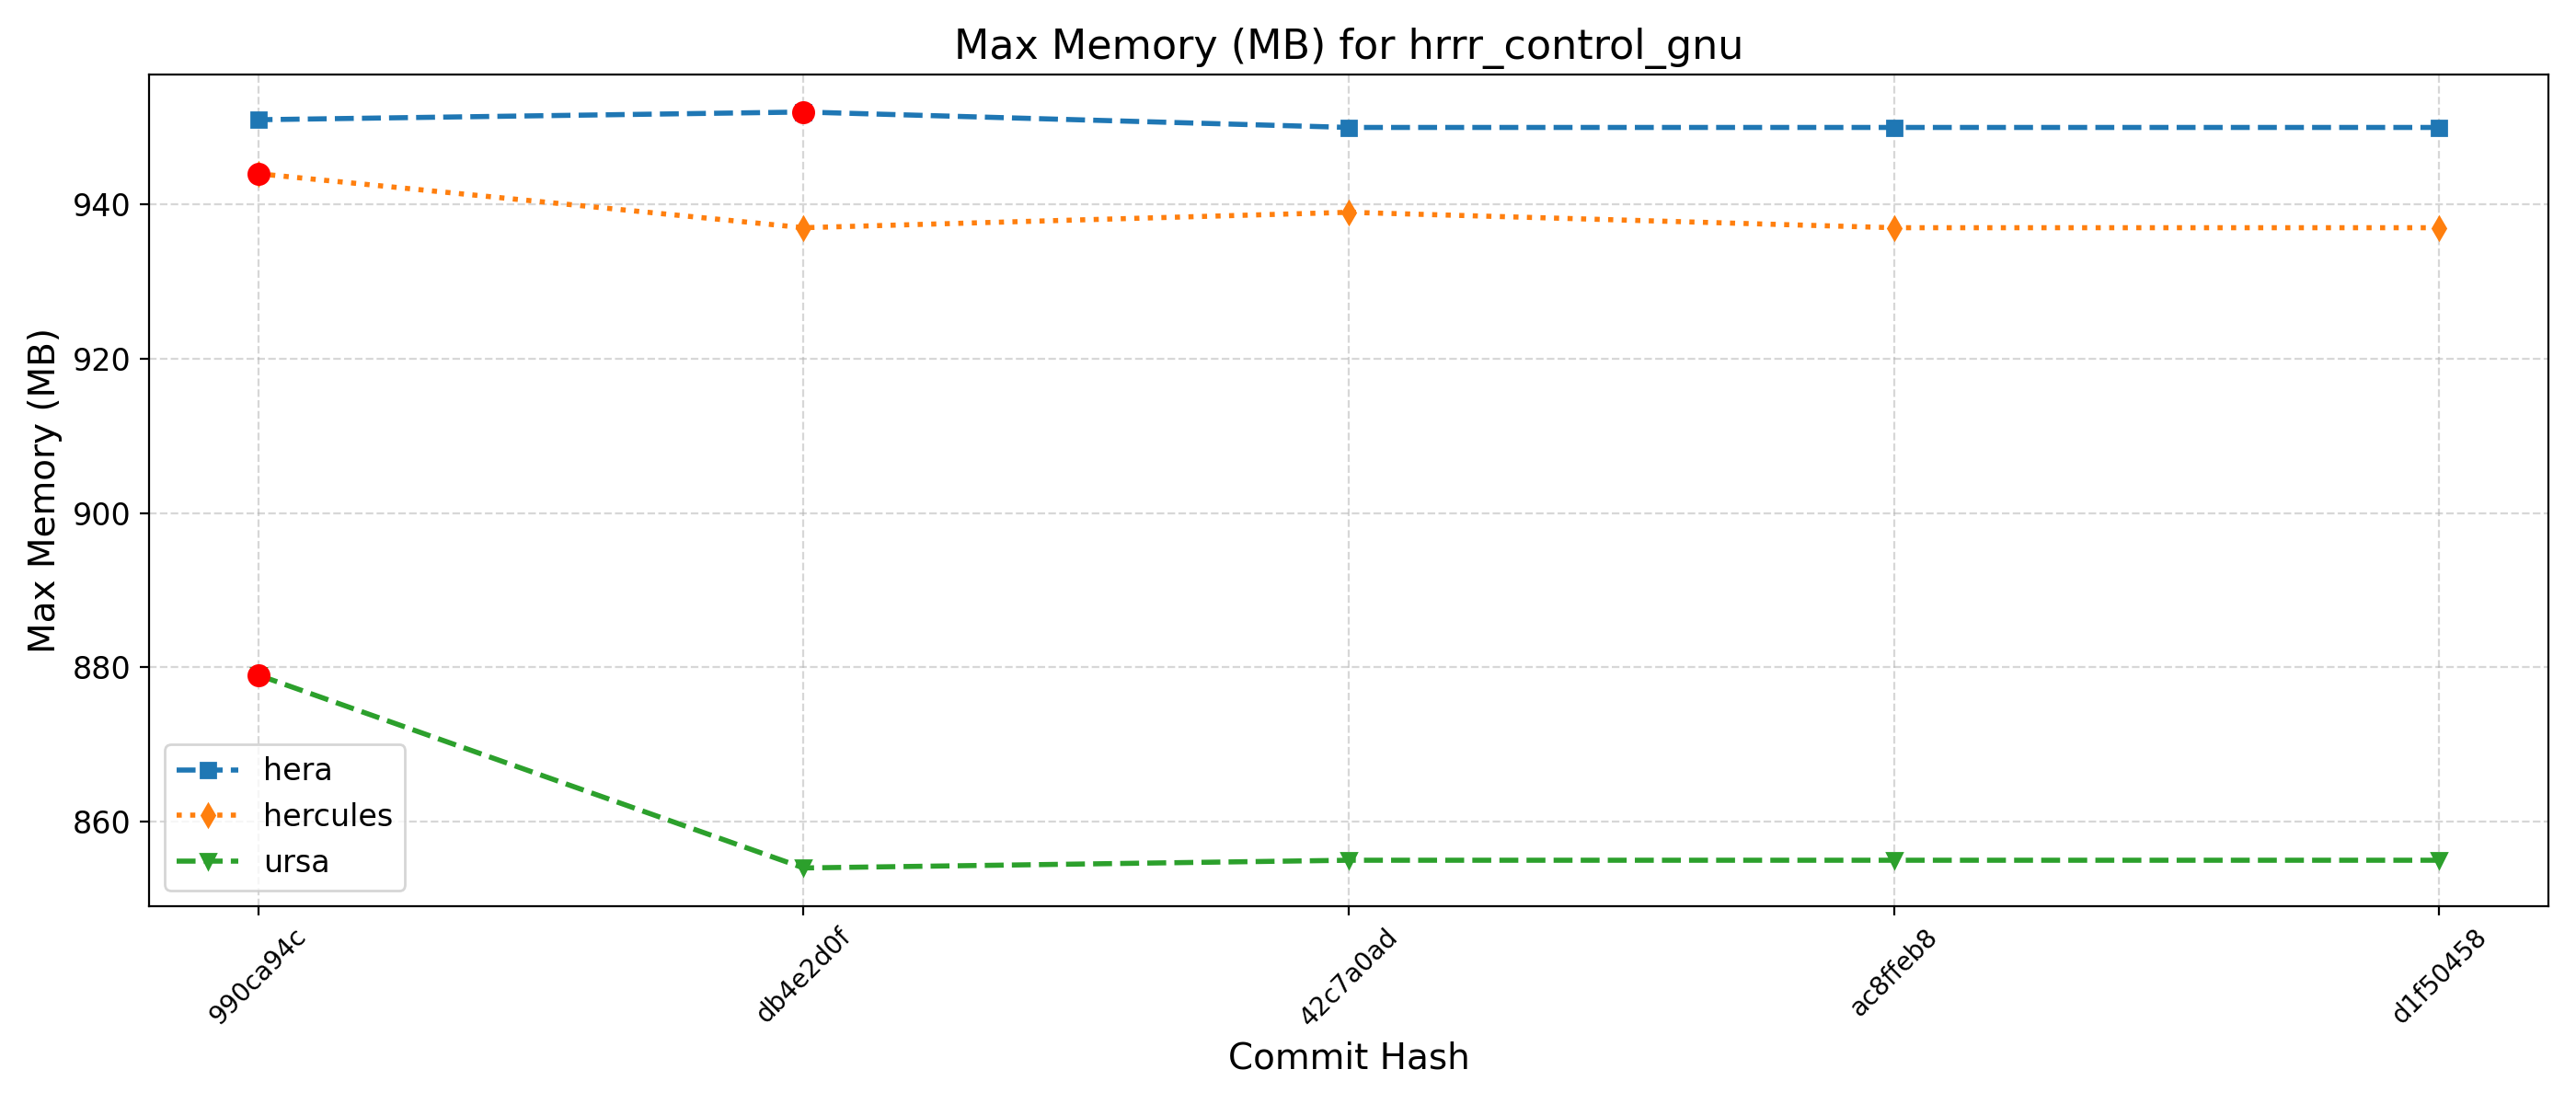 Max Memory (MB) for hrrr_control_gnu
Max Memory (MB)
940
920
900
880
860
hera
hercules
ursa
990ca94c
db4e2d0f
42c7a0ad
ac8ffeb8
d1f50458
Commit Hash